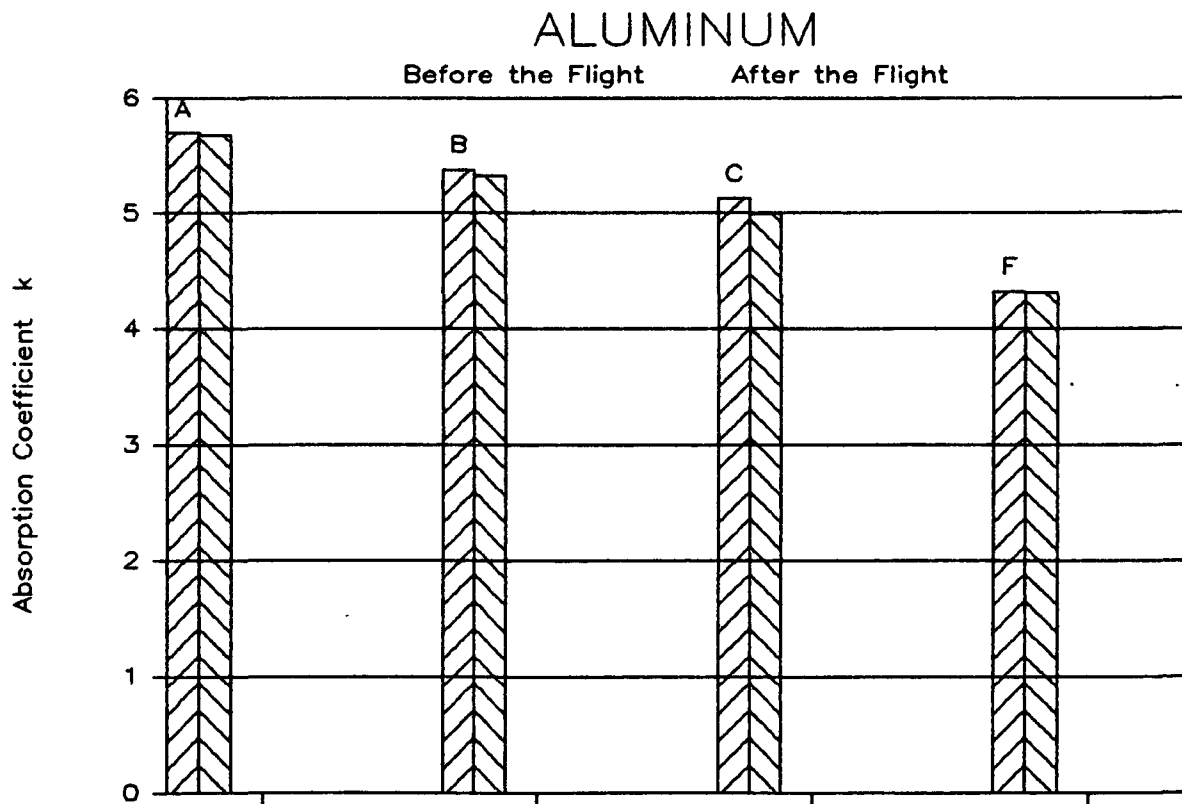 ALUMINUM
Before the Flight After the Flight
Absorption Coefficient k
6
5
4
3
2
1
0
A
B
C
F